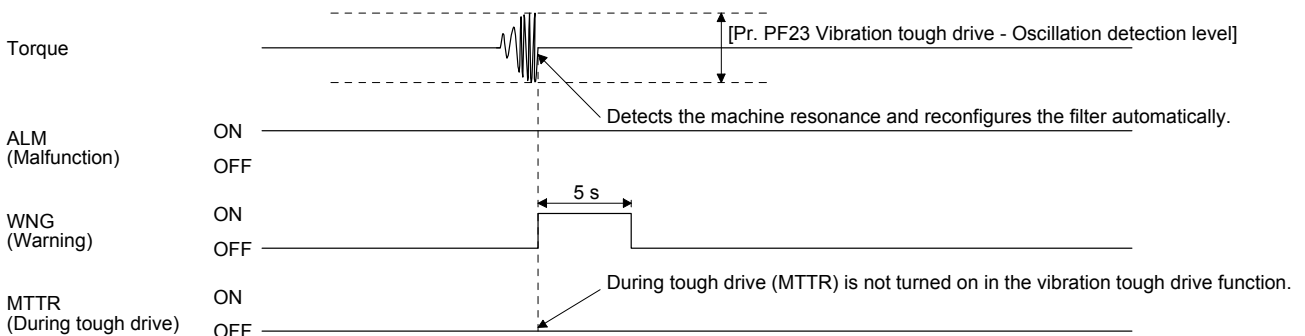 [Pr. PF23 Vibration tough drive - Oscillation detection level]
Torque
Detects the machine resonance and reconfigures the filter automatically.
ALM
(Malfunction)
ON
OFF
5 s
WNG
(Warning)
ON
OFF
During tough drive (MTTR) is not turned on in the vibration tough drive function.
MTTR
(During tough drive)
ON
OFF